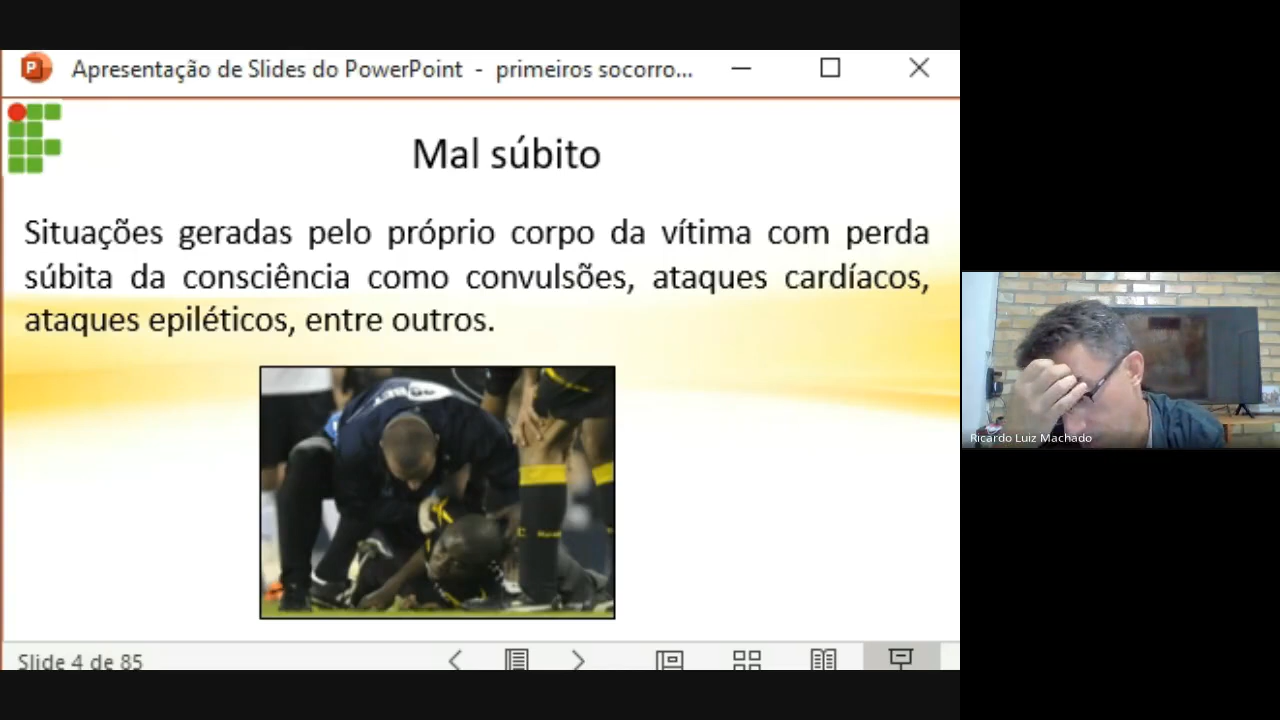 Apresentação de Slides do PowerPoint - primeiros socorro...
Mal súbito
Situações geradas pelo próprio corpo da vítima com perda
súbita da consciência como convulsões, ataques cardíacos,
ataques epiléticos, entre outros.
Ricardo Luiz Machado
Slide 4 de 85